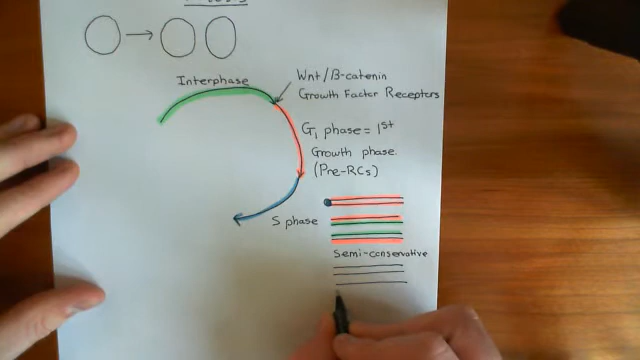 Interphase
Wnt/β-catenin
Growth Factor Receptors
G₁ phase = 1st
Growth phase.
(Pre-RCs)
S phase
Semi-conservative